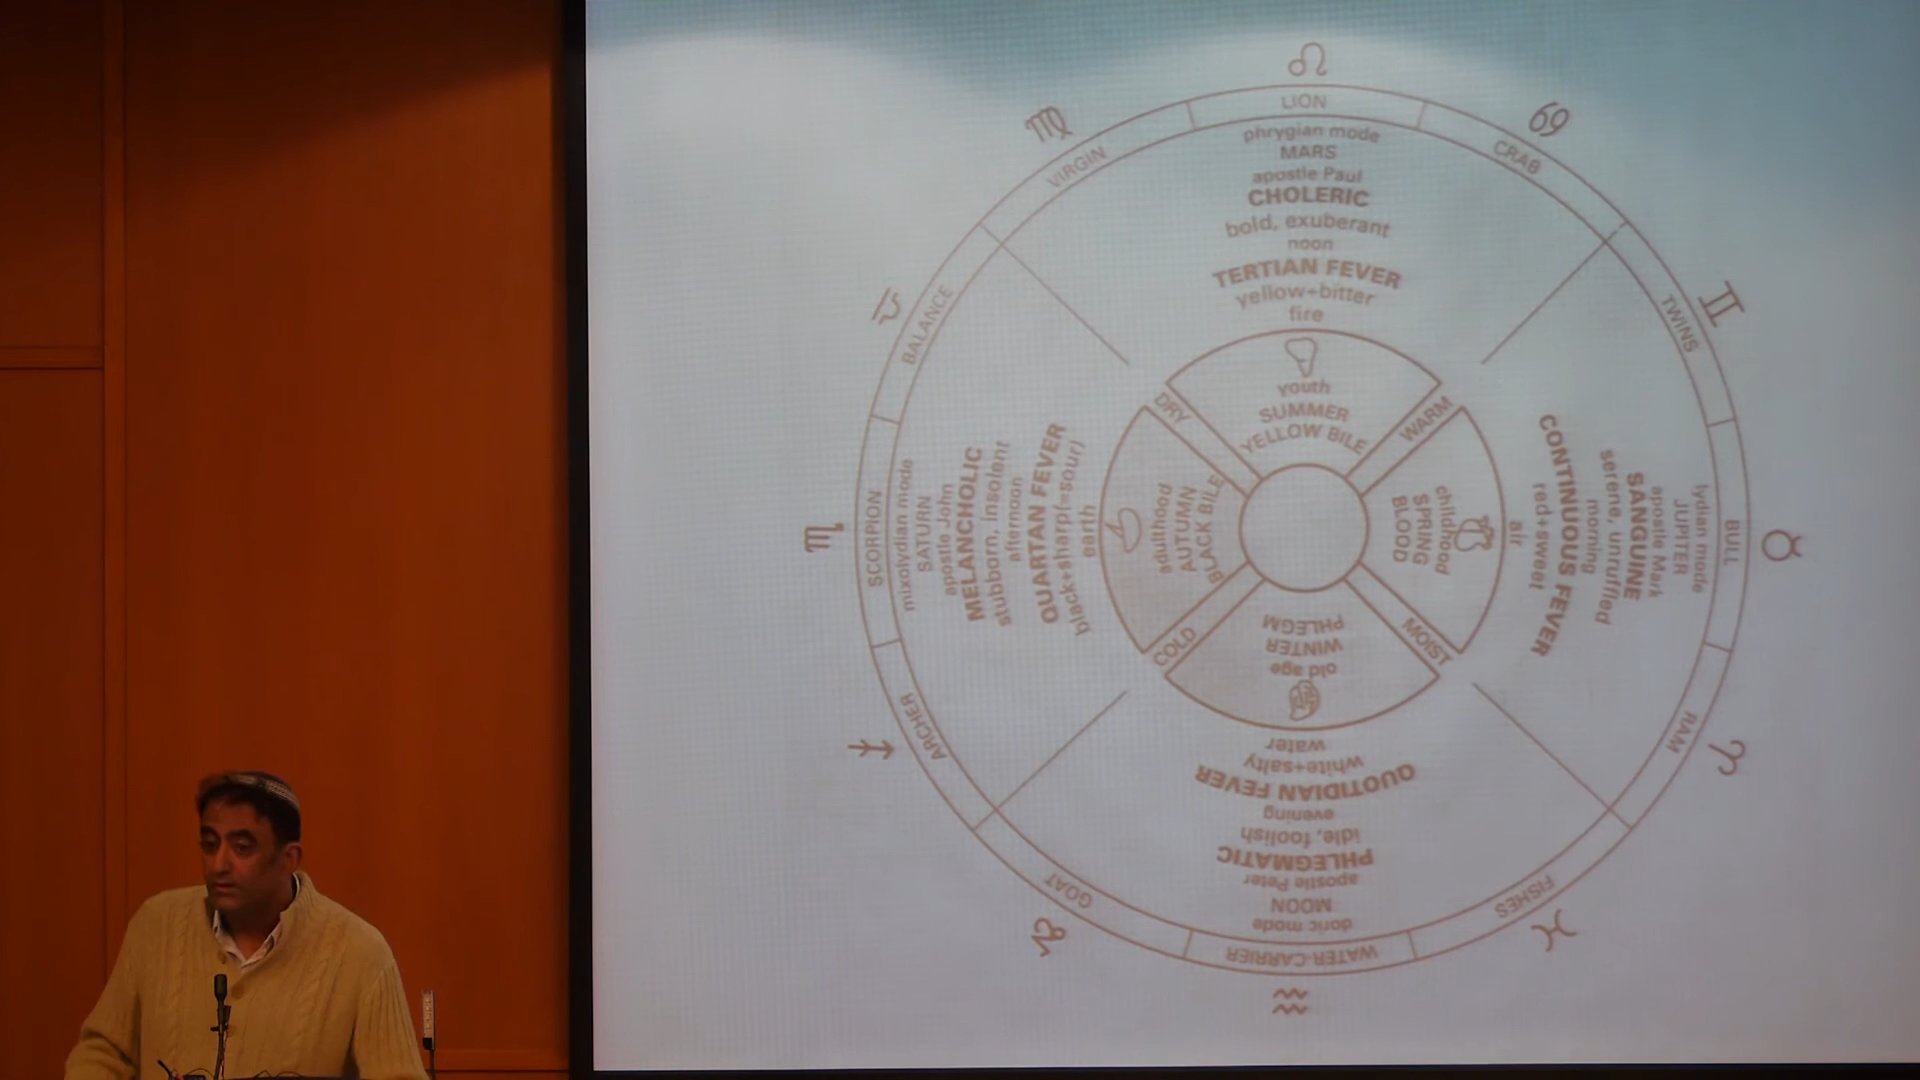 LION
phrygian mode
MARS
apostle Paul
CHOLERIC
bold, exuberant
noon
TERTIAN FEVER
yellow+bitter
fire
youth
SUMMER
YELLOW BILE
CRAB
TWINS
BULL
lydian mode
JUPITER
apostle Mark
SANGUINE
serene, unruffled
morning
CONTINUOUS FEVER
red+sweet
air
childhood
SPRING
BLOOD
RAM
FISHES
WATER-CARRIER
doric mode
MOON
apostle Peter
PHLEGMATIC
idle, foolish
evening
QUOTIDIAN FEVER
white+salty
water
old age
WINTER
PHLEGM
GOAT
ARCHER
SCORPION
mixolydian mode
SATURN
apostle John
MELANCHOLIC
stubborn, insolent
afternoon
QUARTAN FEVER
black+sharp(=sour)
earth
adulthood
AUTUMN
BLACK BILE
BALANCE
VIRGIN
DRY
WARM
MOIST
COLD